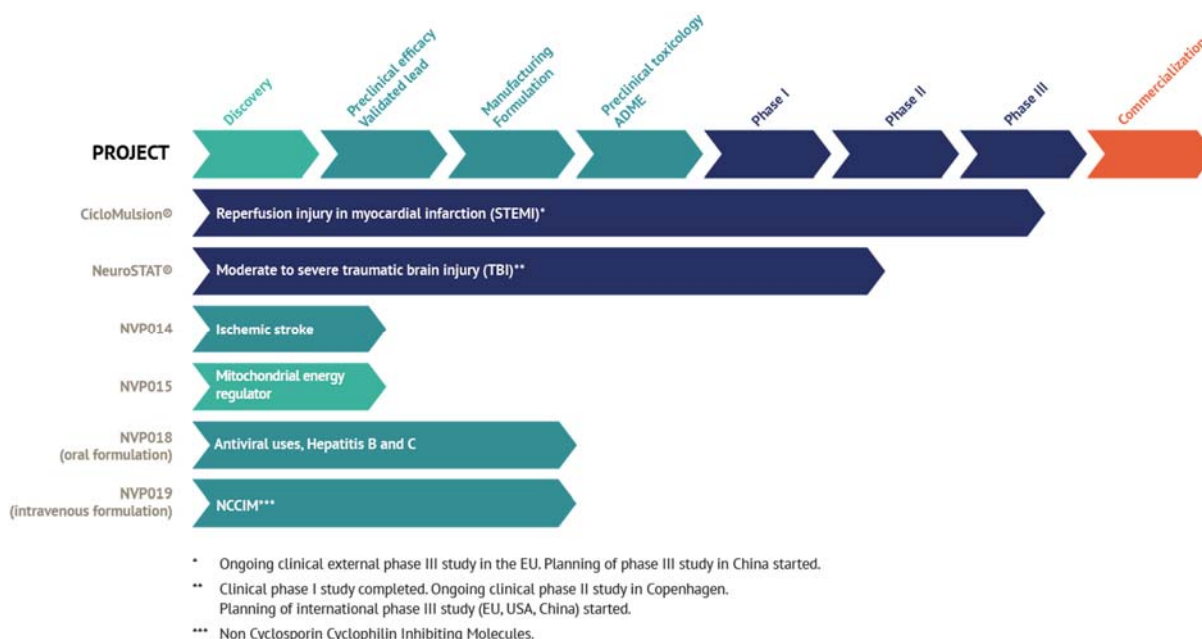 Discovery
Preclinical efficacy
Validated lead
Manufacturing
Formulation
Preclinical toxicology
ADME
Phase I
Phase II
Phase III
Commercialization
PROJECT
CicloMulsion®
Reperfusion injury in myocardial infarction (STEMI)*
NeuroSTAT®
Moderate to severe traumatic brain injury (TBI)**
NVP014
Ischemic stroke
NVP015
Mitochondrial energy
regulator
NVP018
(oral formulation)
Antiviral uses, Hepatitis B and C
NVP019
(intravenous formulation)
NCCIM***
* Ongoing clinical external phase III study in the EU. Planning of phase III study in China started.
** Clinical phase I study completed. Ongoing clinical phase II study in Copenhagen.
Planning of international phase III study (EU, USA, China) started.
*** Non Cyclosporin Cyclophilin Inhibiting Molecules.